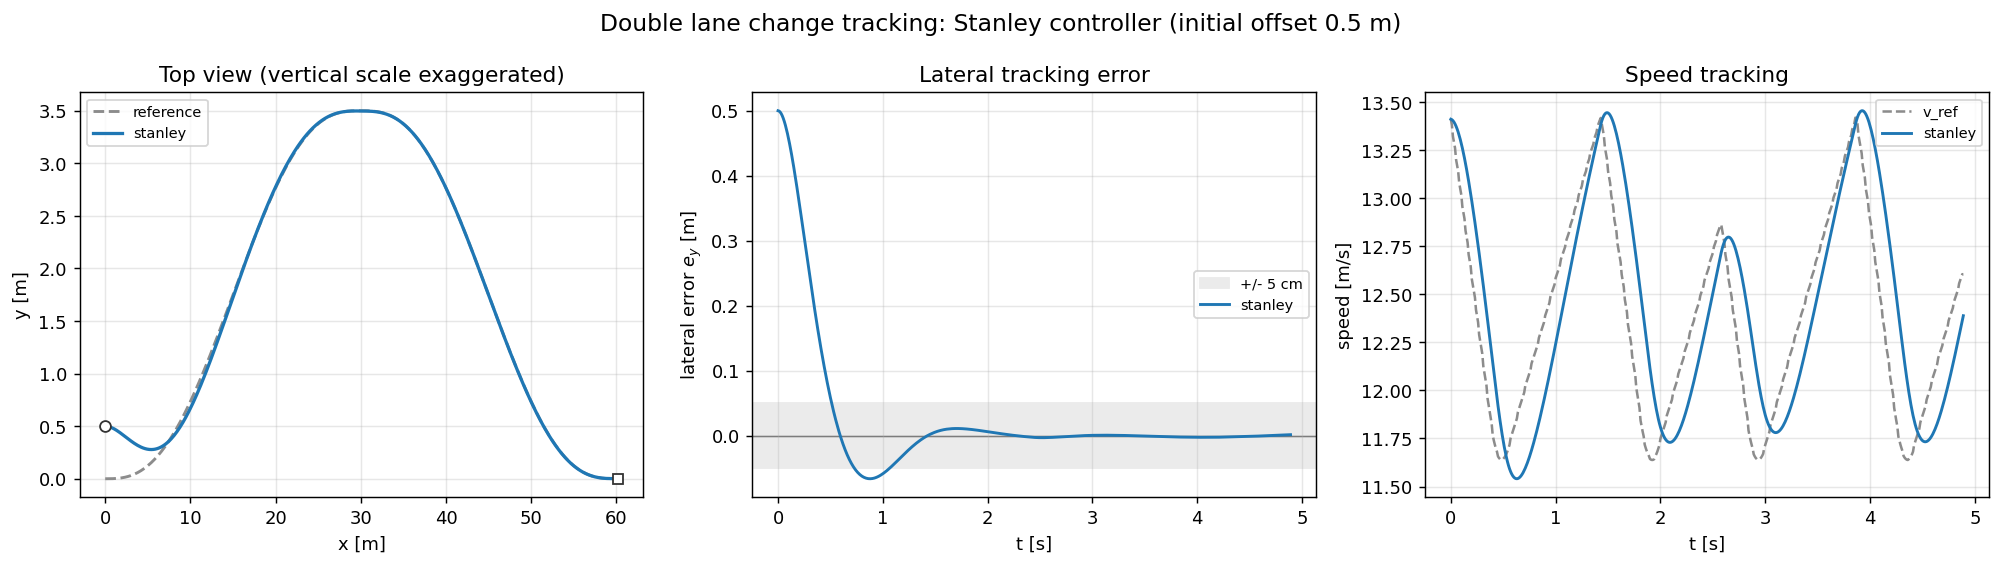 Double lane change tracking: Stanley controller (initial offset 0.5 m)
Top view (vertical scale exaggerated)
reference
stanley
3.5
3.0
2.5
2.0
1.5
1.0
0.5
0.0
y [m]
0 10 20 30 40 50 60
x [m]
Lateral tracking error
+/- 5 cm
stanley
0.5
0.4
0.3
0.2
0.1
0.0
lateral error e_y [m]
0 1 2 3 4 5
t [s]
Speed tracking
v_ref
stanley
13.50
13.25
13.00
12.75
12.50
12.25
12.00
11.75
11.50
speed [m/s]
0 1 2 3 4 5
t [s]